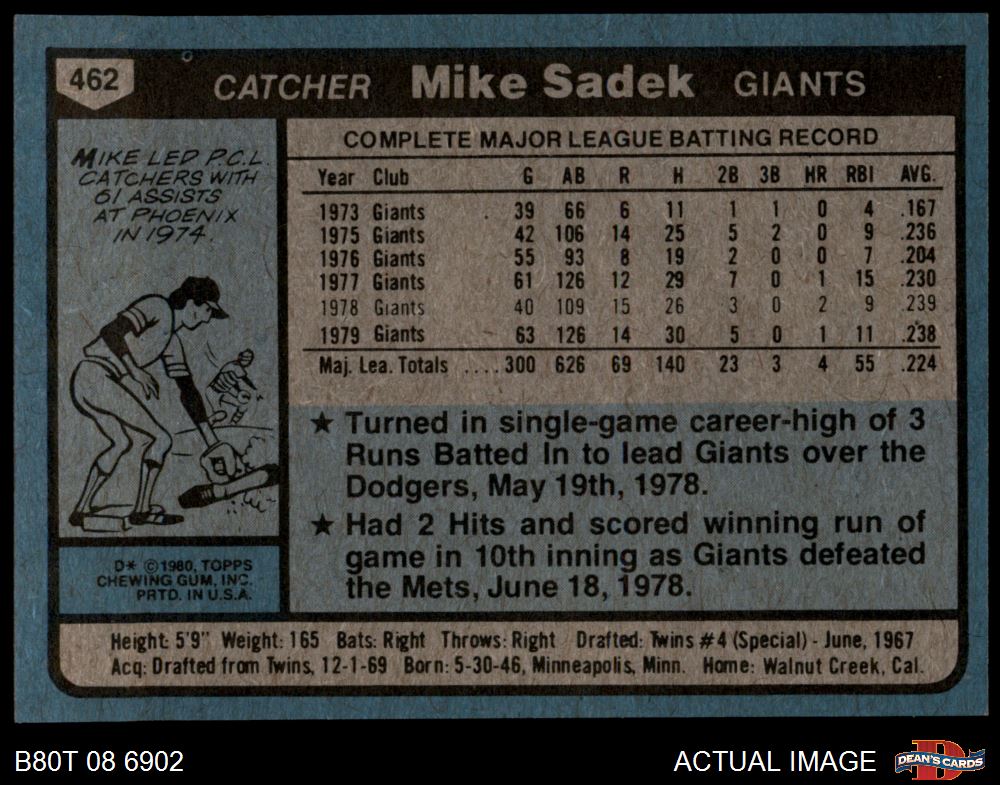 462 CATCHER Mike Sadek GIANTS
MIKE LED P.C.L.
CATCHERS WITH
61 ASSISTS
AT PHOENIX
IN 1974.
COMPLETE MAJOR LEAGUE BATTING RECORD
Year Club G AB R H 2B 3B HR RBI AVG.
1973 Giants . 39 66 6 11 1 1 0 4 .167
1975 Giants 42 106 14 25 5 2 0 9 .236
1976 Giants 55 93 8 19 2 0 0 7 .204
1977 Giants 61 126 12 29 7 0 1 15 .230
1978 Giants 40 109 15 26 3 0 2 9 .239
1979 Giants 63 126 14 30 5 0 1 11 .238
Maj. Lea. Totals ....300 626 69 140 23 3 4 55 .224
★ Turned in single-game career-high of 3
Runs Batted In to lead Giants over the
Dodgers, May 19th, 1978.
★ Had 2 Hits and scored winning run of
game in 10th inning as Giants defeated
the Mets, June 18, 1978.
D* ©1980, TOPPS
CHEWING GUM, INC.
PRTD. IN U.S.A.
Height: 5'9" Weight: 165 Bats: Right Throws: Right Drafted: Twins #4 (Special) - June, 1967
Acq: Drafted from Twins, 12-1-69 Born: 5-30-46, Minneapolis, Minn. Home: Walnut Creek, Cal.
B80T 08 6902 ACTUAL IMAGE DEAN'S CARDS